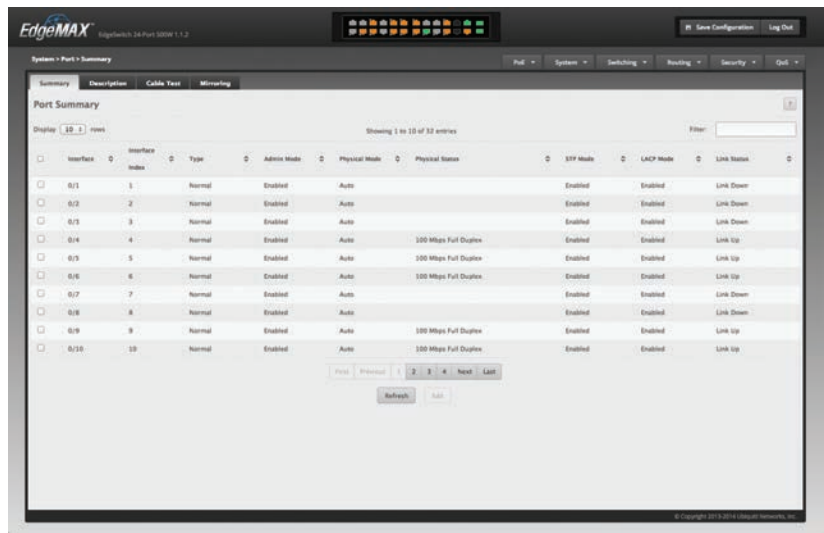 EdgeMAX EdgeSwitch 24-Port 500W 1.1.2
Save Configuration Log Out
System > Port > Summary
PoE System Switching Routing Security QoS
Summary Description Cable Test Mirroring
Port Summary ?
Display 10 rows Showing 1 to 10 of 32 entries Filter:
Interface Interface Index Type Admin Mode Physical Mode Physical Status STP Mode LACP Mode Link Status
0/1 1 Normal Enabled Auto Enabled Enabled Link Down
0/2 2 Normal Enabled Auto Enabled Enabled Link Down
0/3 3 Normal Enabled Auto Enabled Enabled Link Down
0/4 4 Normal Enabled Auto 100 Mbps Full Duplex Enabled Enabled Link Up
0/5 5 Normal Enabled Auto 100 Mbps Full Duplex Enabled Enabled Link Up
0/6 6 Normal Enabled Auto 100 Mbps Full Duplex Enabled Enabled Link Up
0/7 7 Normal Enabled Auto Enabled Enabled Link Down
0/8 8 Normal Enabled Auto Enabled Enabled Link Down
0/9 9 Normal Enabled Auto 100 Mbps Full Duplex Enabled Enabled Link Up
0/10 10 Normal Enabled Auto 100 Mbps Full Duplex Enabled Enabled Link Up
First Previous 1 2 3 4 Next Last
Refresh Edit
© Copyright 2013-2014 Ubiquiti Networks, Inc.